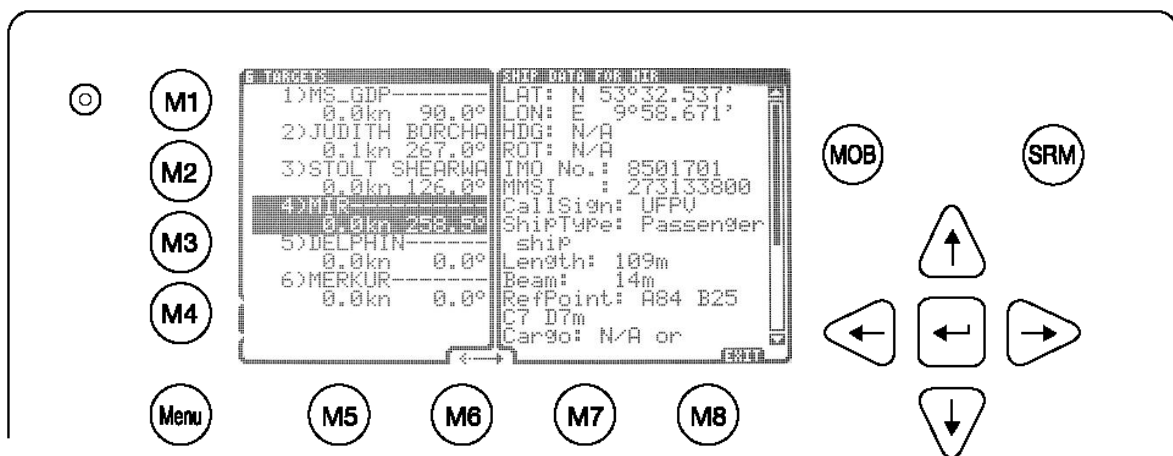 6 TARGETS
1)MS_GDP-------
0.0kn 90.0°
2)JUDITH BORCHA
0.1kn 267.0°
3)STOLT SHEARWA
0.0kn 126.0°
4)MIR----------
0.0kn 258.5°
5)DELPHIN------
0.0kn 0.0°
6)MERKUR-------
0.0kn 0.0°
SHIP DATA FOR MIR
LAT: N 53°32.537'
LON: E 9°58.671'
HDG: N/A
ROT: N/A
IMO No.: 8501701
MMSI : 273133800
CallSign: UFPV
ShipType: Passenger
ship
Length: 109m
Beam: 14m
RefPoint: A84 B25
C7 D7m
Cargo: N/A or
EXIT
M1
M2
M3
M4
Menu
M5
M6
M7
M8
MOB
SRM